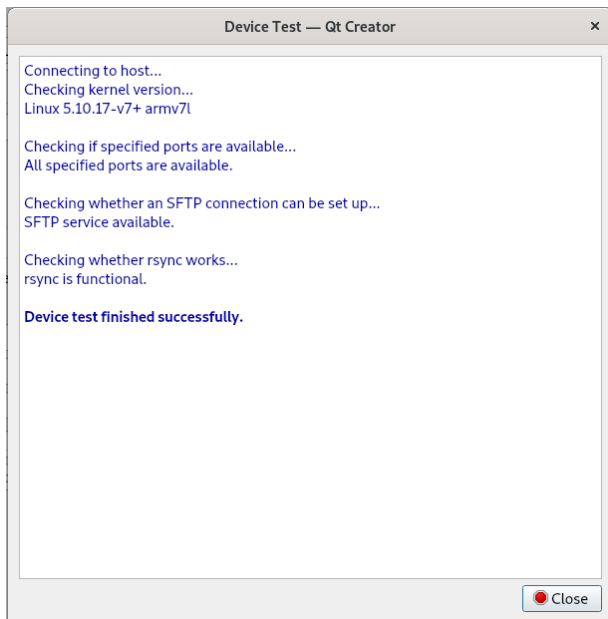 Device Test — Qt Creator
Connecting to host...
Checking kernel version...
Linux 5.10.17-v7+ armv7l
Checking if specified ports are available...
All specified ports are available.
Checking whether an SFTP connection can be set up...
SFTP service available.
Checking whether rsync works...
rsync is functional.
Device test finished successfully.
Close